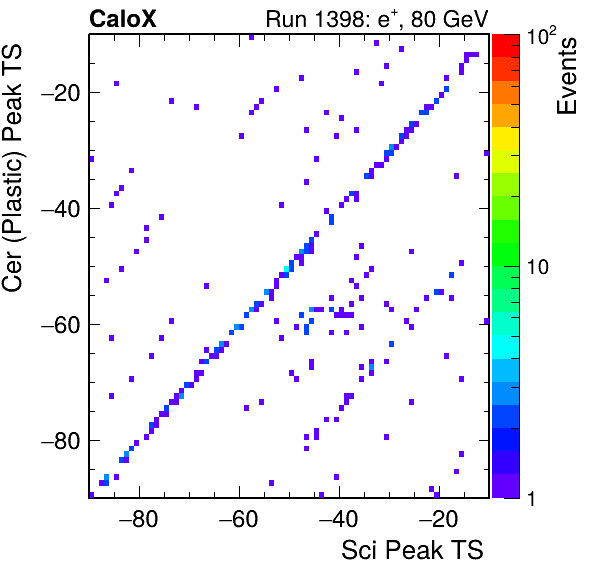 CaloX Run 1398: e⁺, 80 GeV
Cer (Plastic) Peak TS
−20
−40
−60
−80
−80 −60 −40 −20
Sci Peak TS
Events
10²
10
1